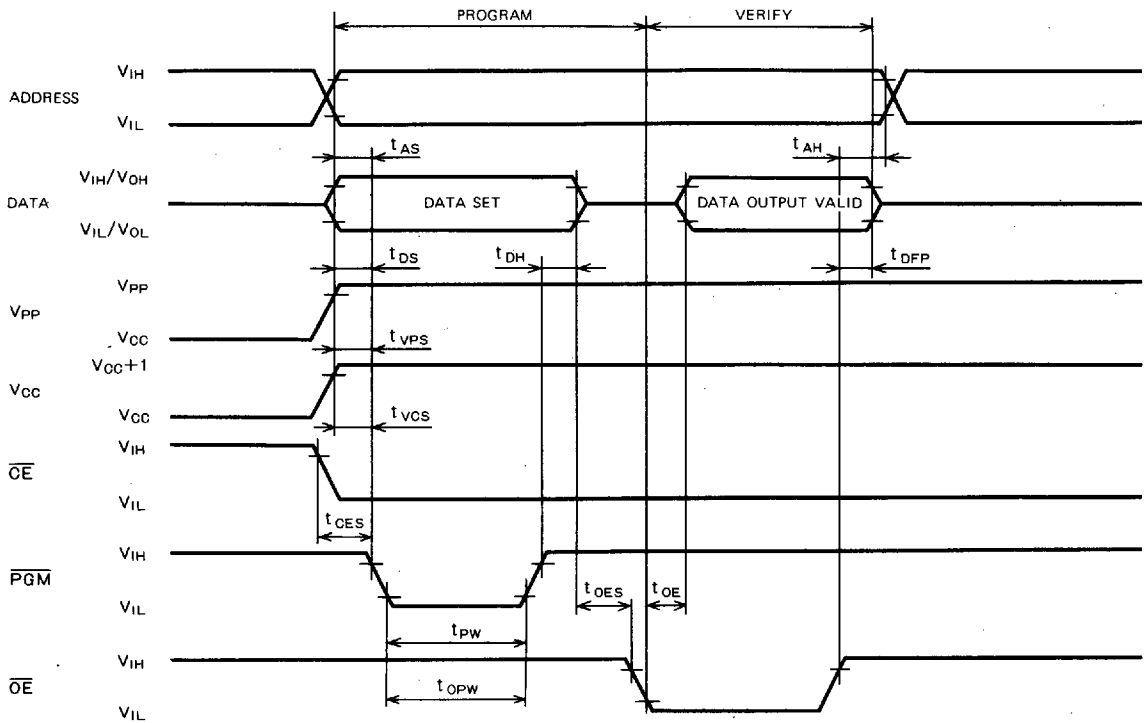 PROGRAM VERIFY
ADDRESS
VIH
VIL
tAS
tAH
DATA
VIH/VOH
VIL/VOL
DATA SET
DATA OUTPUT VALID
tDS
tDH
tDFP
VPP
VPP
VCC
tVPS
VCC
VCC+1
VCC
tVCS
CE
VIH
VIL
tCES
PGM
VIH
VIL
tOES
tOE
tPW
OE
VIH
VIL
tOPW